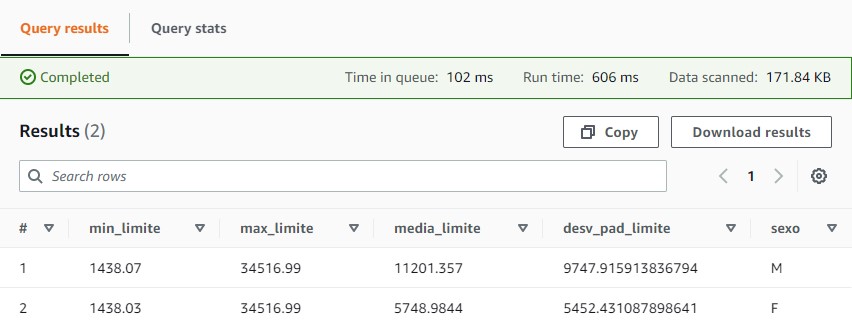 Query results Query stats
Completed Time in queue: 102 ms Run time: 606 ms Data scanned: 171.84 KB
Results (2) Copy Download results
Search rows 1
# min_limite max_limite media_limite desv_pad_limite sexo
1 1438.07 34516.99 11201.357 9747.915913836794 M
2 1438.03 34516.99 5748.9844 5452.431087898641 F